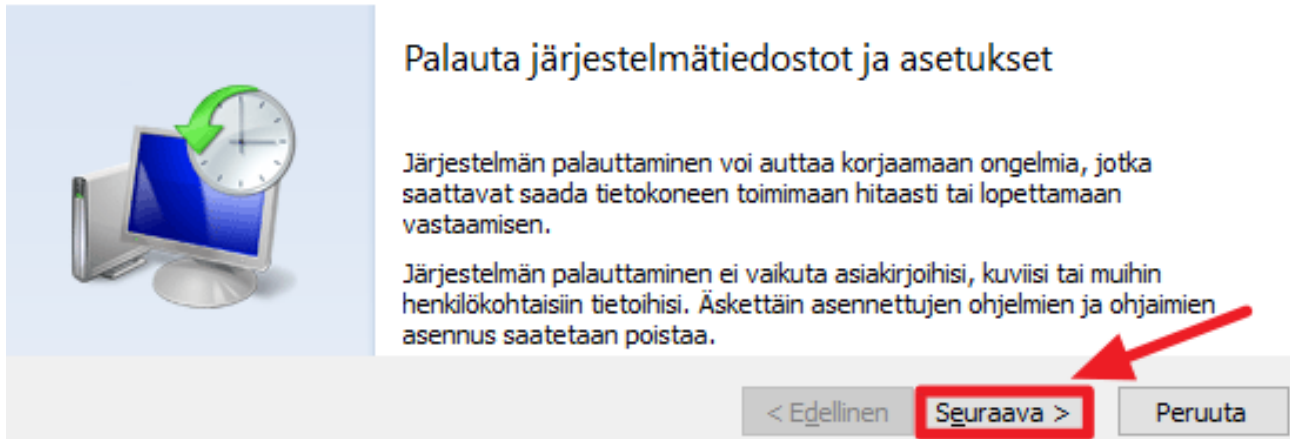 Palauta järjestelmätiedostot ja asetukset
Järjestelmän palauttaminen voi auttaa korjaamaan ongelmia, jotka
saattavat saada tietokoneen toimimaan hitaasti tai lopettamaan
vastaamisen.
Järjestelmän palauttaminen ei vaikuta asiakirjoihisi, kuviisi tai muihin
henkilökohtaisiin tietoihisi. Äskettäin asennettujen ohjelmien ja ohjaimien
asennus saatetaan poistaa.
< Edellinen Seuraava > Peruuta